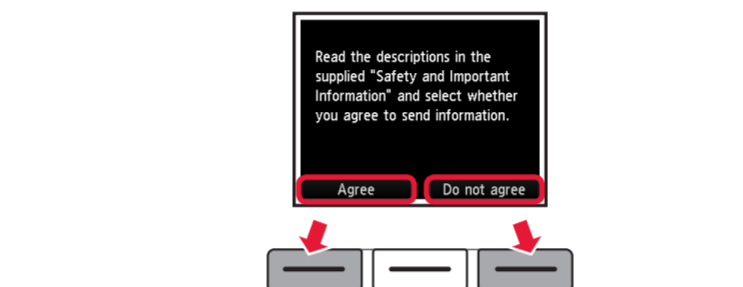 Read the descriptions in the
supplied "Safety and Important
Information" and select whether
you agree to send information.
Agree
Do not agree